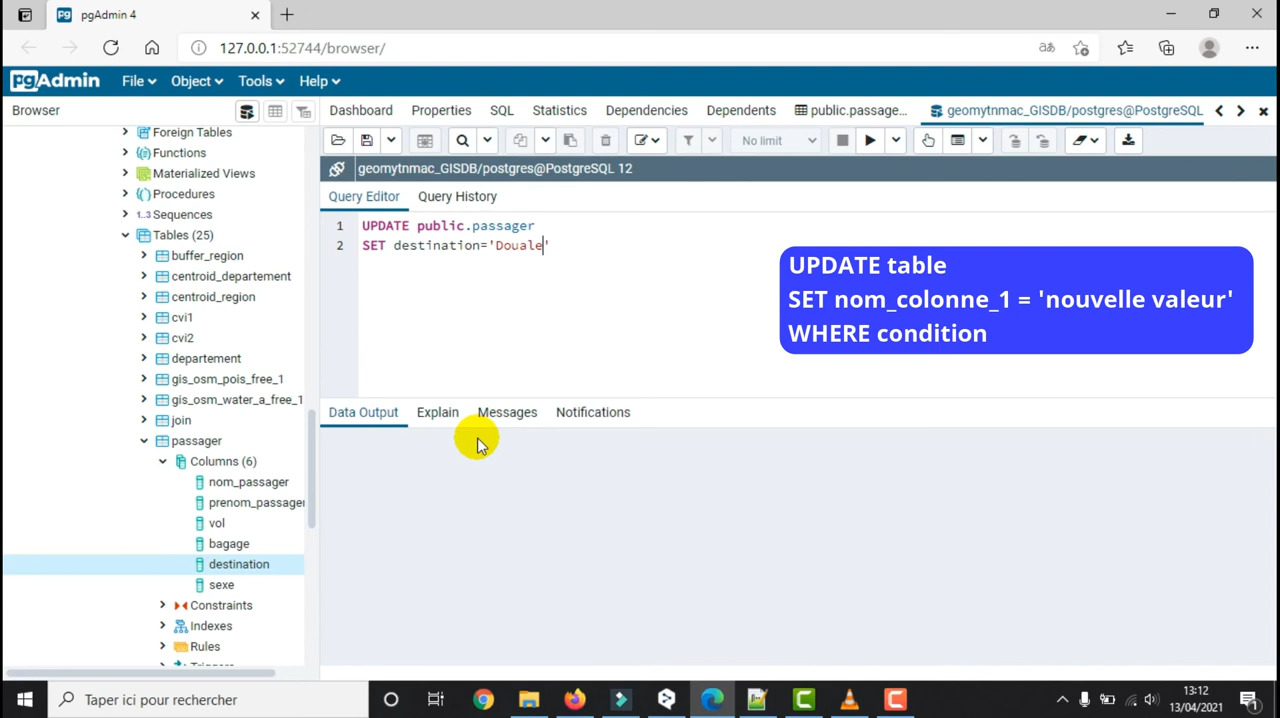 pgAdmin 4
127.0.0.1:52744/browser/
pgAdmin File Object Tools Help
Browser
Dashboard Properties SQL Statistics Dependencies Dependents public.passage... geomytnmac_GISDB/postgres@PostgreSQL
No limit
geomytnmac_GISDB/postgres@PostgreSQL 12
Query Editor Query History
1 UPDATE public.passager
2 SET destination='Douale'
UPDATE table
SET nom_colonne_1 = 'nouvelle valeur'
WHERE condition
Data Output Explain Messages Notifications
Foreign Tables
Functions
Materialized Views
Procedures
1..3 Sequences
Tables (25)
buffer_region
centroid_departement
centroid_region
cvi1
cvi2
departement
gis_osm_pois_free_1
gis_osm_water_a_free_1
join
passager
Columns (6)
nom_passager
prenom_passager
vol
bagage
destination
sexe
Constraints
Indexes
Rules
Taper ici pour rechercher
13:12
13/04/2021
1